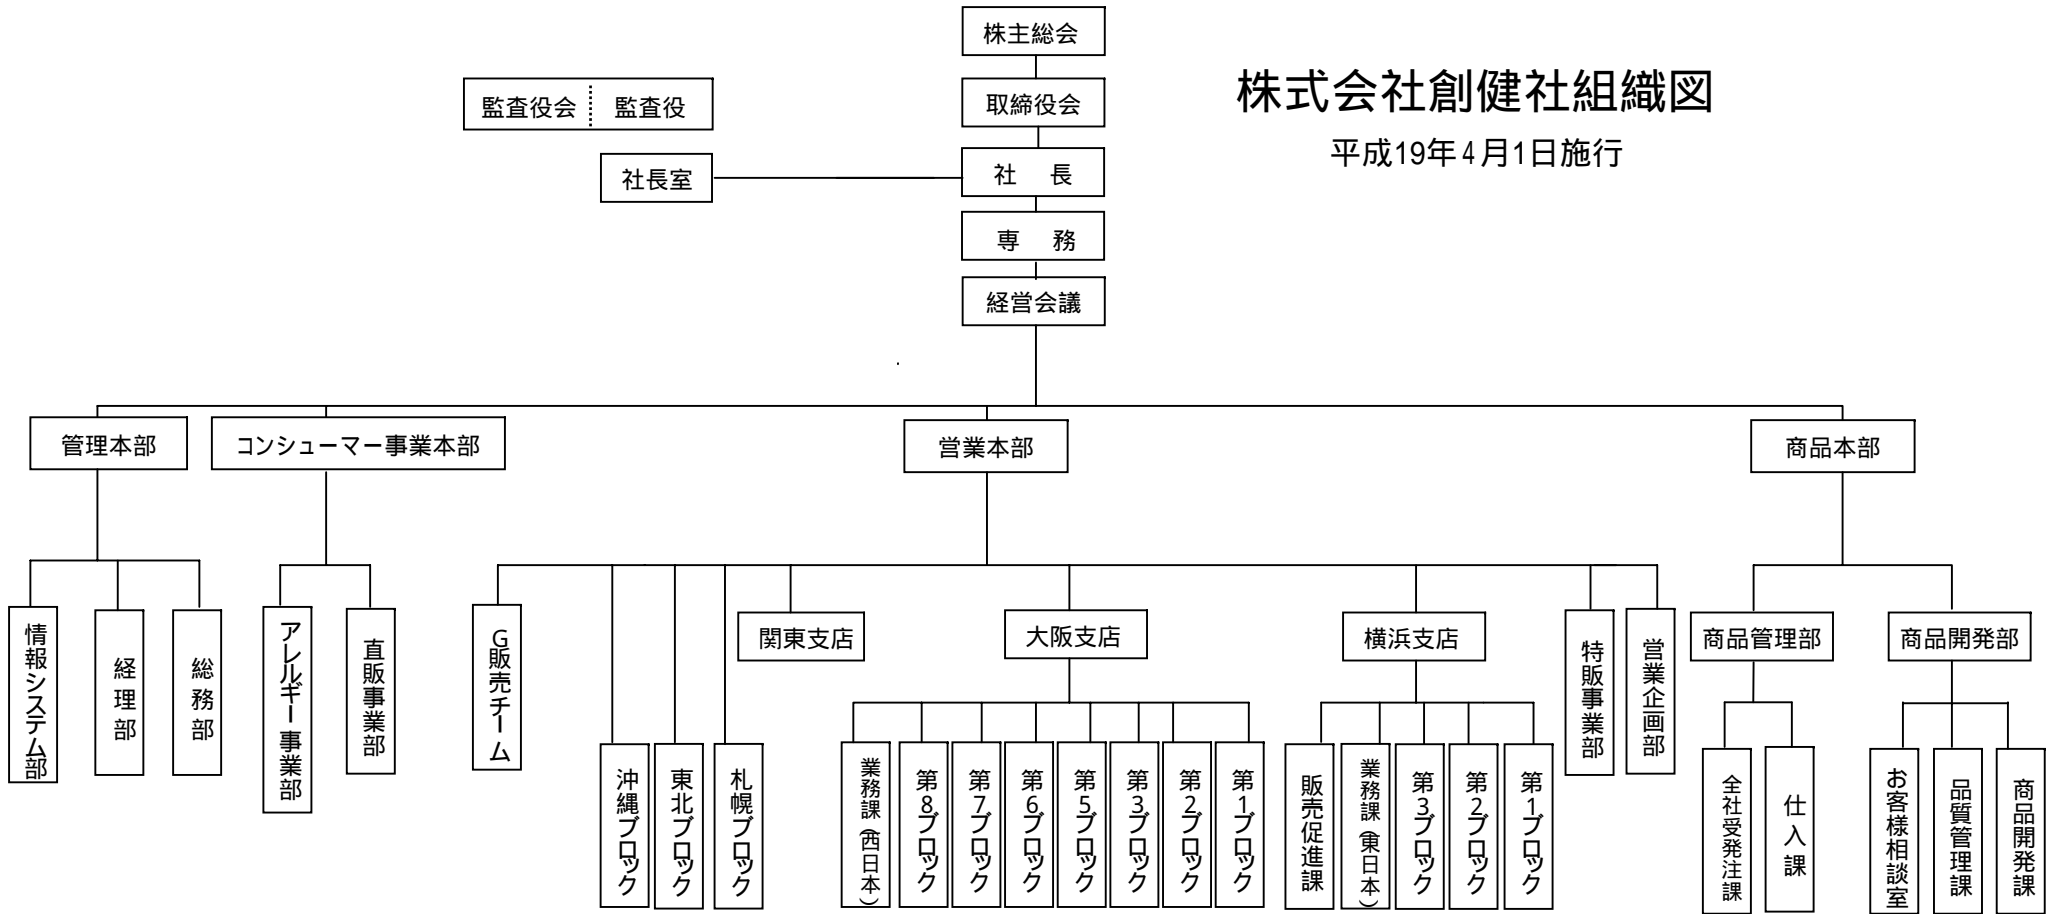 株主総会
株式会社創健社組織図
監査役会 監査役
取締役会
平成19年4月1日施行
社長室
社 長
専 務
経営会議
管理本部
コンシューマー事業本部
営業本部
商品本部
情報システム部
経理部
総務部
アレルギー事業部
直販事業部
G販売チーム
沖縄ブロック
東北ブロック
札幌ブロック
関東支店
大阪支店
業務課（西日本）
第8ブロック
第7ブロック
第6ブロック
第5ブロック
第3ブロック
第2ブロック
第1ブロック
横浜支店
販売促進課
業務課（東日本）
第3ブロック
第2ブロック
第1ブロック
特販事業部
営業企画部
商品管理部
全社受発注課
仕入課
商品開発部
お客様相談室
品質管理課
商品開発課